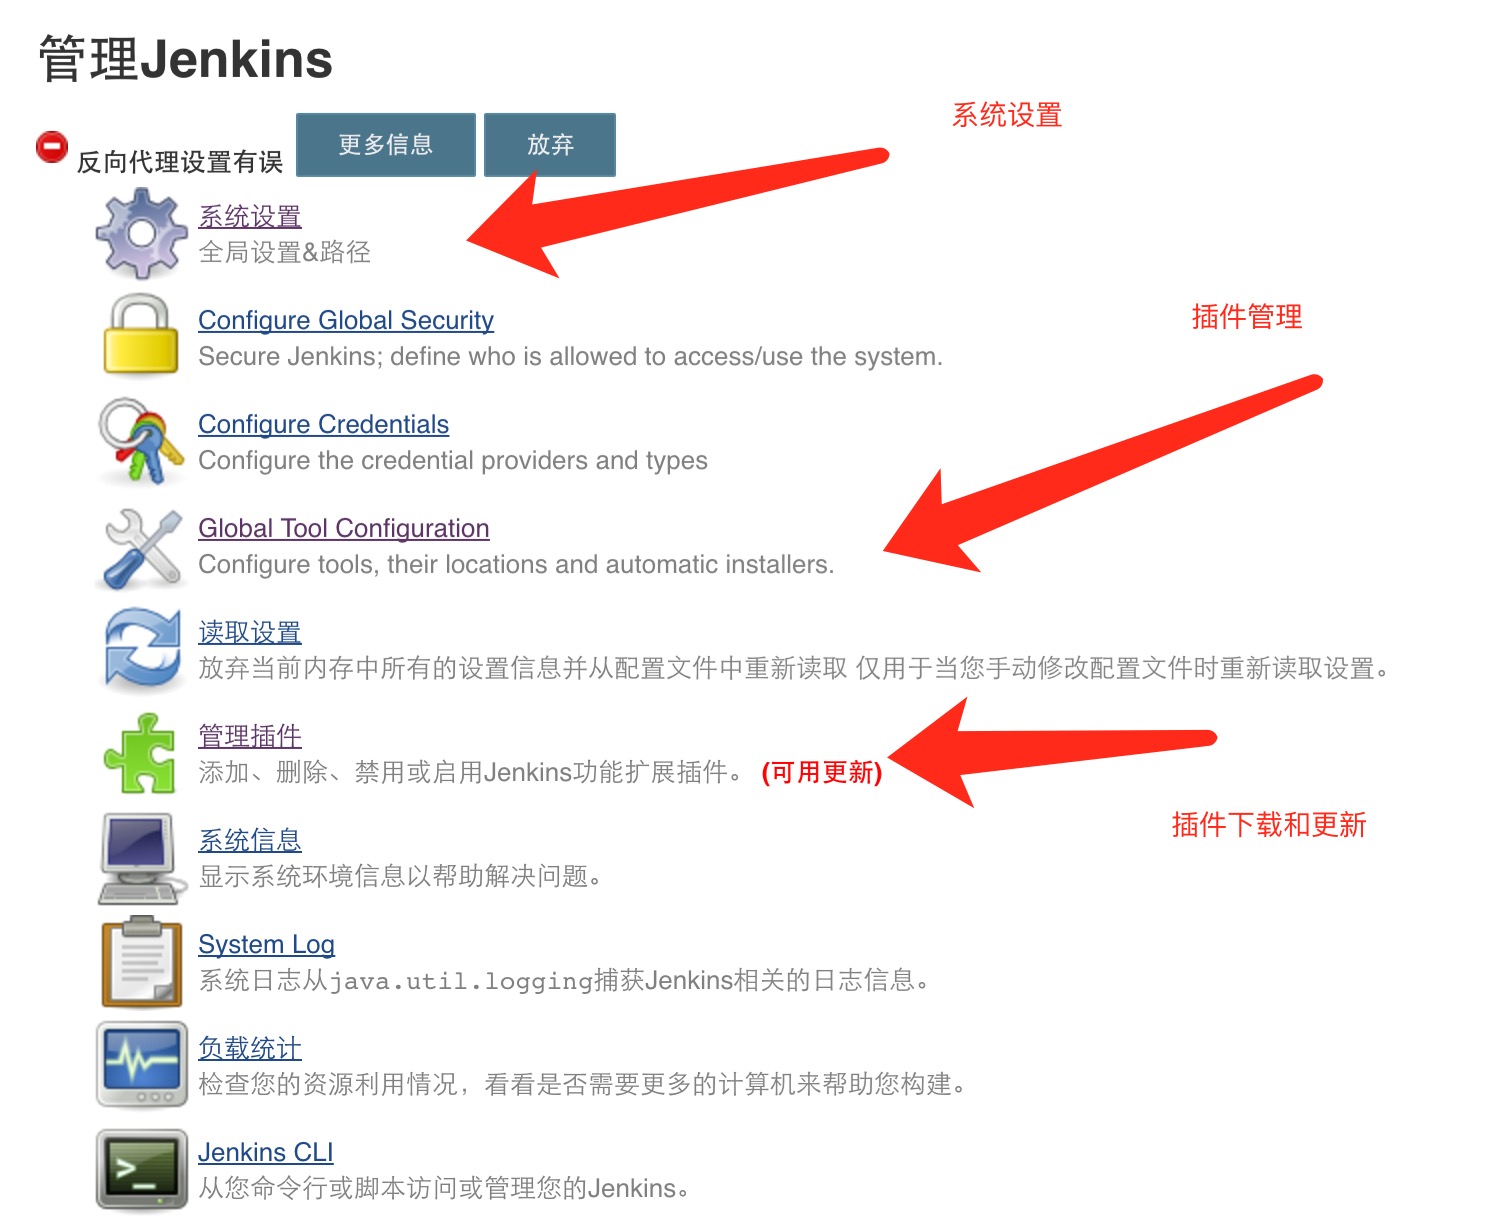 管理Jenkins
系统设置
反向代理设置有误 更多信息 放弃
系统设置
全局设置&路径
Configure Global Security
插件管理
Secure Jenkins; define who is allowed to access/use the system.
Configure Credentials
Configure the credential providers and types
Global Tool Configuration
Configure tools, their locations and automatic installers.
读取设置
放弃当前内存中所有的设置信息并从配置文件中重新读取 仅用于当您手动修改配置文件时重新读取设置。
管理插件
添加、删除、禁用或启用Jenkins功能扩展插件。 (可用更新)
插件下载和更新
系统信息
显示系统环境信息以帮助解决问题。
System Log
系统日志从java.util.logging捕获Jenkins相关的日志信息。
负载统计
检查您的资源利用情况，看看是否需要更多的计算机来帮助您构建。
Jenkins CLI
从您命令行或脚本访问或管理您的Jenkins。